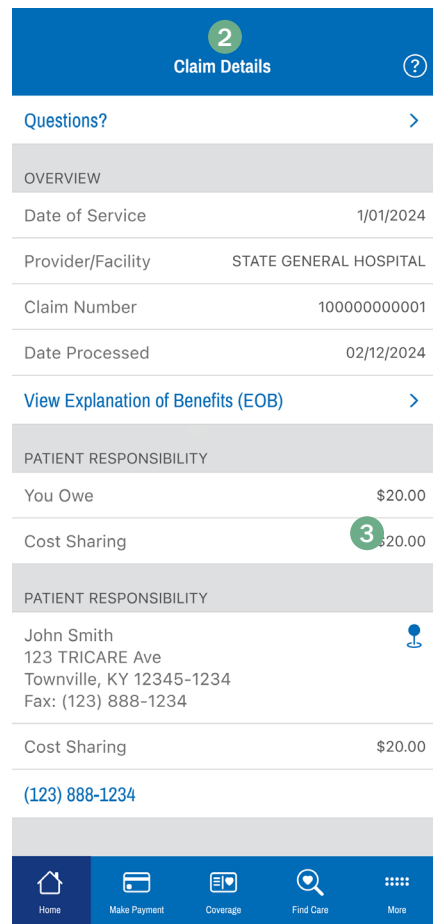 2
Claim Details
?
Questions? >
OVERVIEW
Date of Service 1/01/2024
Provider/Facility STATE GENERAL HOSPITAL
Claim Number 100000000001
Date Processed 02/12/2024
View Explanation of Benefits (EOB) >
PATIENT RESPONSIBILITY
You Owe $20.00
Cost Sharing 3 20.00
PATIENT RESPONSIBILITY
John Smith
123 TRICARE Ave
Townville, KY 12345-1234
Fax: (123) 888-1234
Cost Sharing $20.00
(123) 888-1234
Home Make Payment Coverage Find Care More